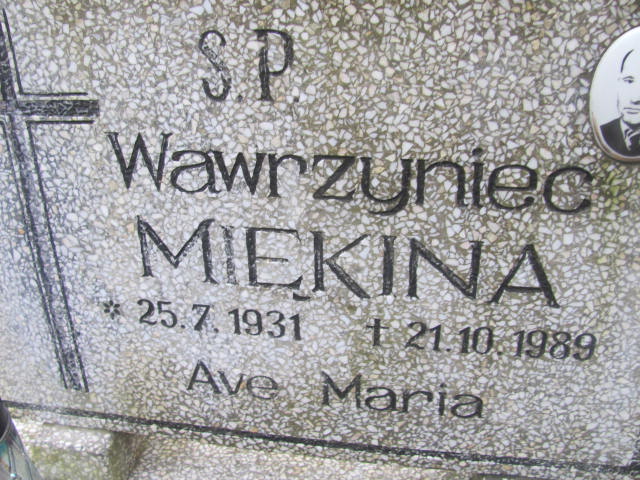 Ś.P.
Wawrzyniec
MIĘKINA
* 25.7.1931 † 21.10.1989
Ave Maria